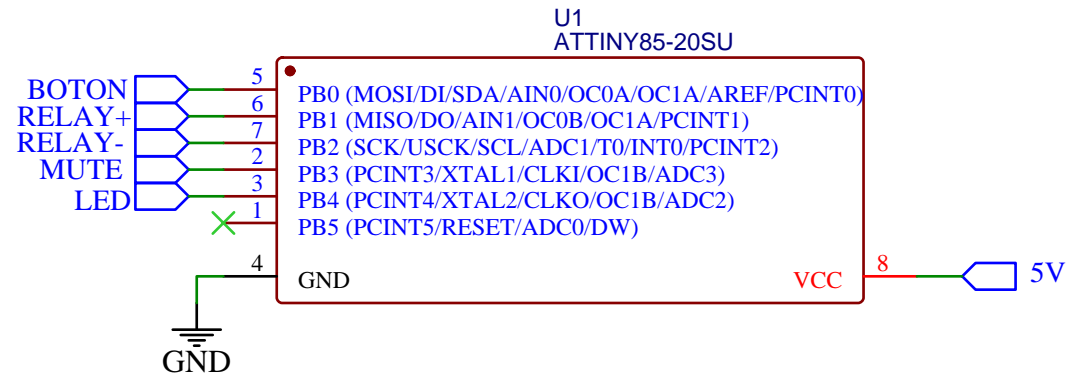 U1
ATTINY85-20SU
BOTON 5 PB0 (MOSI/DI/SDA/AIN0/OC0A/OC1A/AREF/PCINT0)
RELAY+ 6 PB1 (MISO/DO/AIN1/OC0B/OC1A/PCINT1)
RELAY- 7 PB2 (SCK/USCK/SCL/ADC1/T0/INT0/PCINT2)
MUTE 2 PB3 (PCINT3/XTAL1/CLKI/OC1B/ADC3)
LED 3 PB4 (PCINT4/XTAL2/CLKO/OC1B/ADC2)
1 PB5 (PCINT5/RESET/ADC0/DW)
4 GND VCC 8 5V
GND